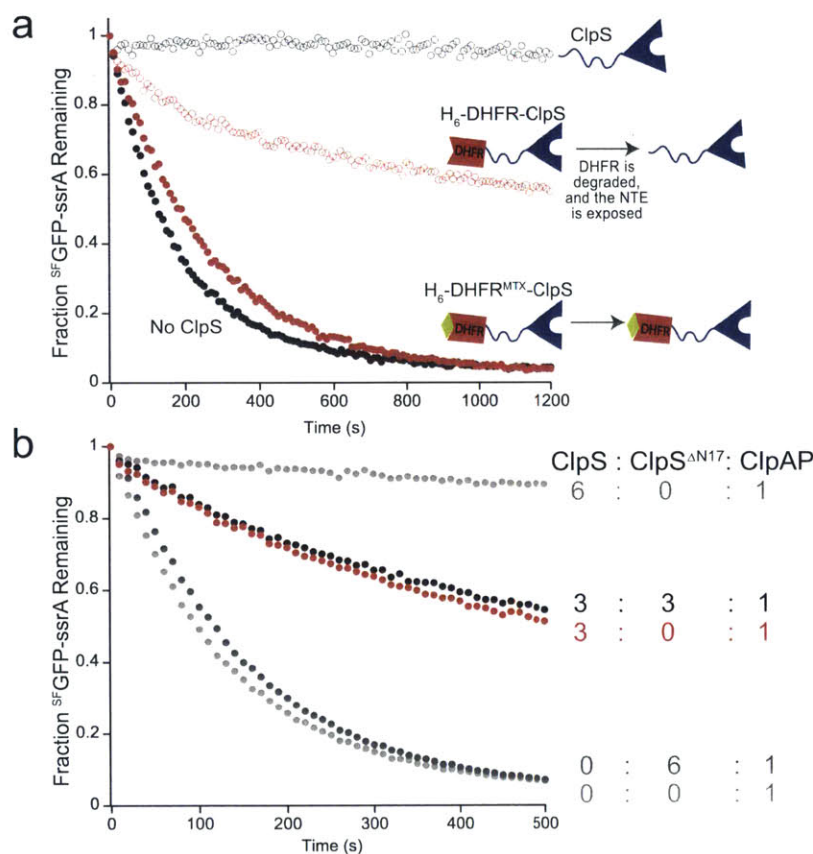 a
Fraction ˢᶠGFP-ssrA Remaining
1
0.8
0.6
0.4
0.2
0
0 200 400 600 800 1000 1200
Time (s)
No ClpS
ClpS
H₆-DHFR-ClpS
DHFR
DHFR is
degraded,
and the NTE
is exposed
H₆-DHFRᴹᵀˣ-ClpS
DHFR
DHFR
b
Fraction ˢᶠGFP-ssrA Remaining
1
0.8
0.6
0.4
0.2
0
0 100 200 300 400 500
Time (s)
ClpS : ClpS^ΔN17 : ClpAP
6 : 0 : 1
3 : 3 : 1
3 : 0 : 1
0 : 6 : 1
0 : 0 : 1